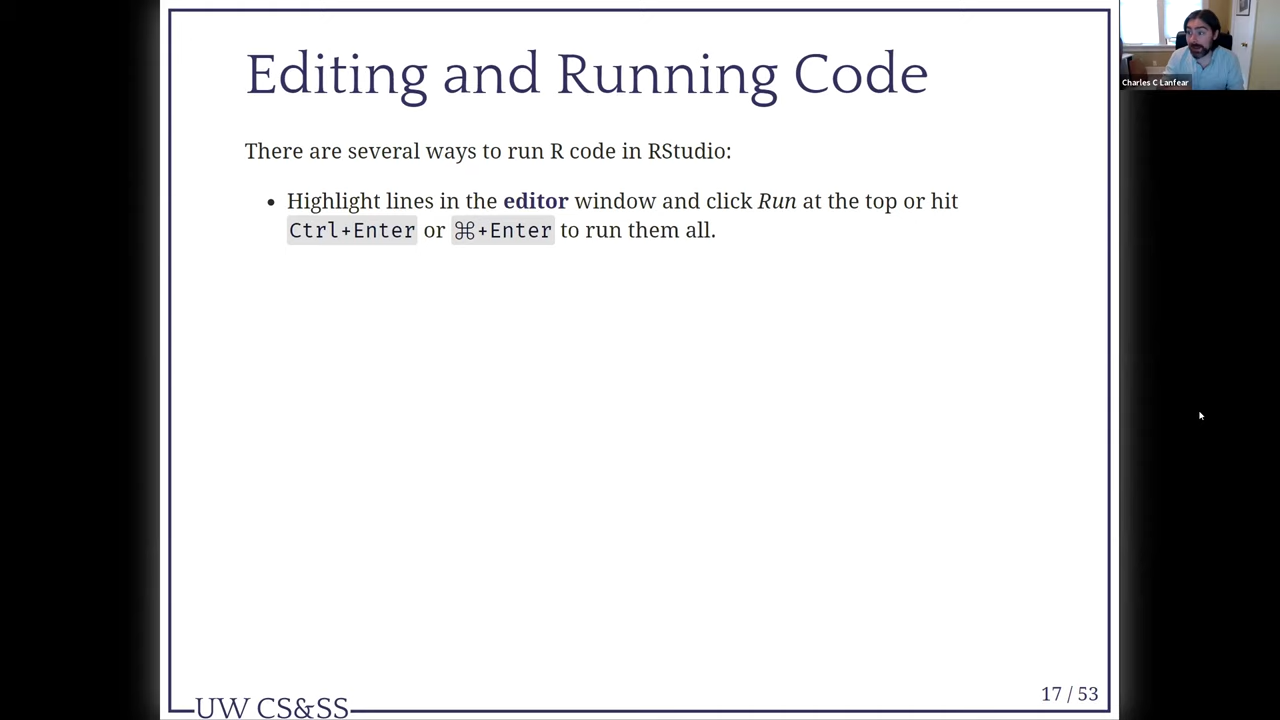 Editing and Running Code
Charles C Lanfear
There are several ways to run R code in RStudio:
• Highlight lines in the editor window and click Run at the top or hit
Ctrl+Enter or ⌘+Enter to run them all.
17 / 53
UW CS&SS